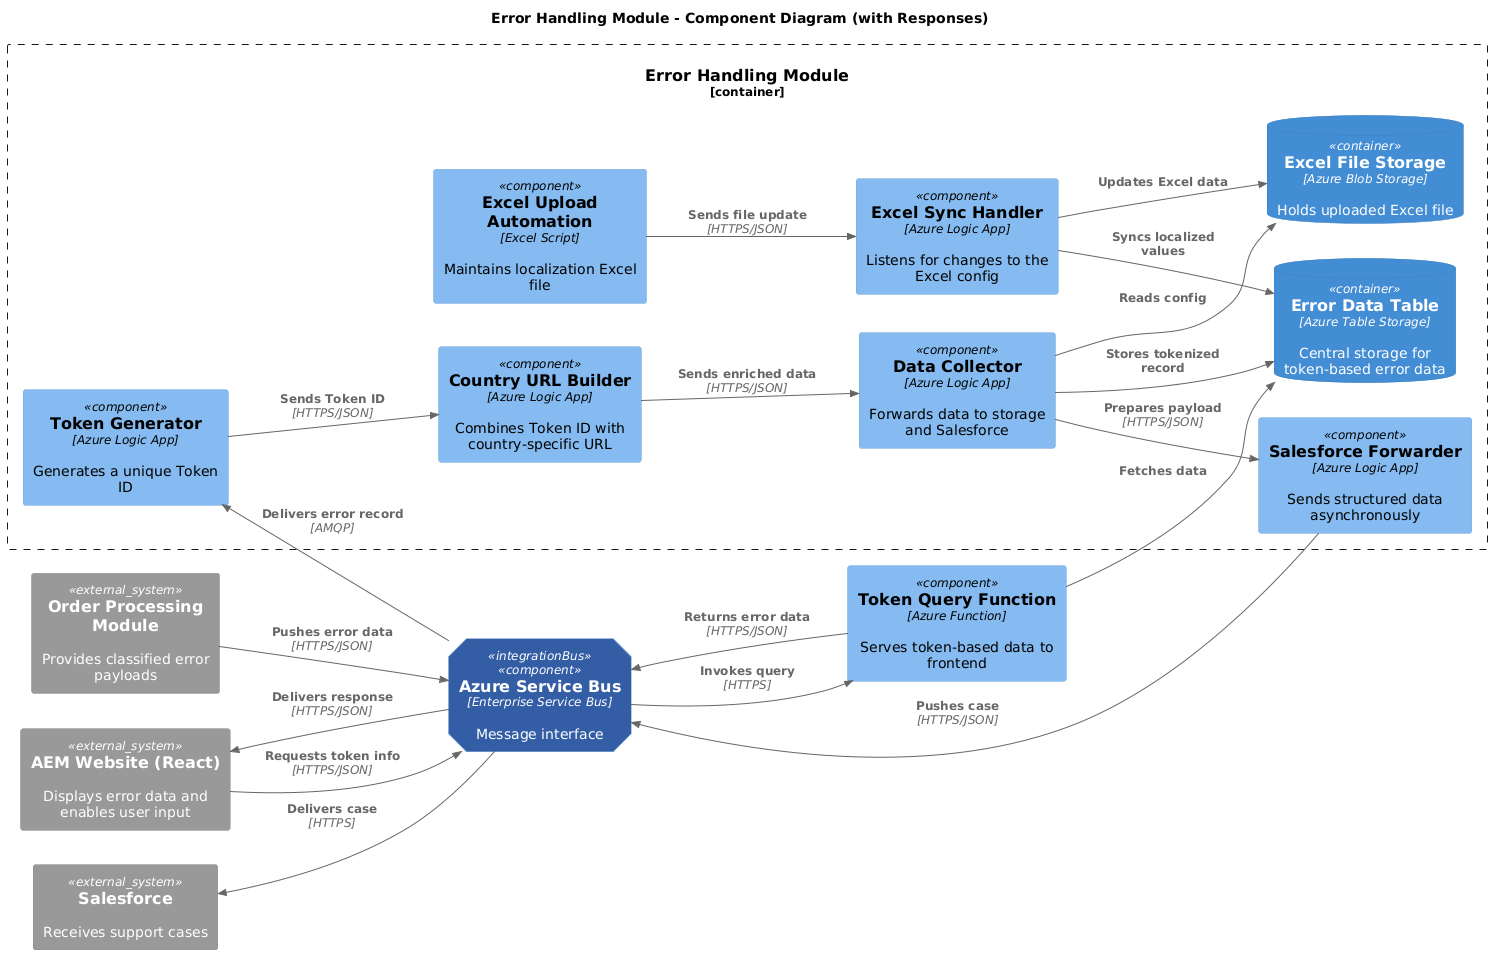 Error Handling Module - Component Diagram (with Responses)
Error Handling Module
[container]
«container»
Excel File Storage
[Azure Blob Storage]
Holds uploaded Excel file
«component»
Excel Upload
Automation
[Excel Script]
Maintains localization Excel
file
Sends file update
[HTTPS/JSON]
«component»
Excel Sync Handler
[Azure Logic App]
Listens for changes to the
Excel config
Updates Excel data
Syncs localized
values
Reads config
«container»
Error Data Table
[Azure Table Storage]
Central storage for
token-based error data
«component»
Token Generator
[Azure Logic App]
Generates a unique Token
ID
Sends Token ID
[HTTPS/JSON]
«component»
Country URL Builder
[Azure Logic App]
Combines Token ID with
country-specific URL
Sends enriched data
[HTTPS/JSON]
«component»
Data Collector
[Azure Logic App]
Forwards data to storage
and Salesforce
Stores tokenized
record
Prepares payload
[HTTPS/JSON]
Fetches data
«component»
Salesforce Forwarder
[Azure Logic App]
Sends structured data
asynchronously
Delivers error record
[AMQP]
«external_system»
Order Processing
Module
Provides classified error
payloads
Pushes error data
[HTTPS/JSON]
Delivers response
[HTTPS/JSON]
«integrationBus»
«component»
Azure Service Bus
[Enterprise Service Bus]
Message interface
Returns error data
[HTTPS/JSON]
Invokes query
[HTTPS]
«component»
Token Query Function
[Azure Function]
Serves token-based data to
frontend
Pushes case
[HTTPS/JSON]
«external_system»
AEM Website (React)
Displays error data and
enables user input
Requests token info
[HTTPS/JSON]
Delivers case
[HTTPS]
«external_system»
Salesforce
Receives support cases